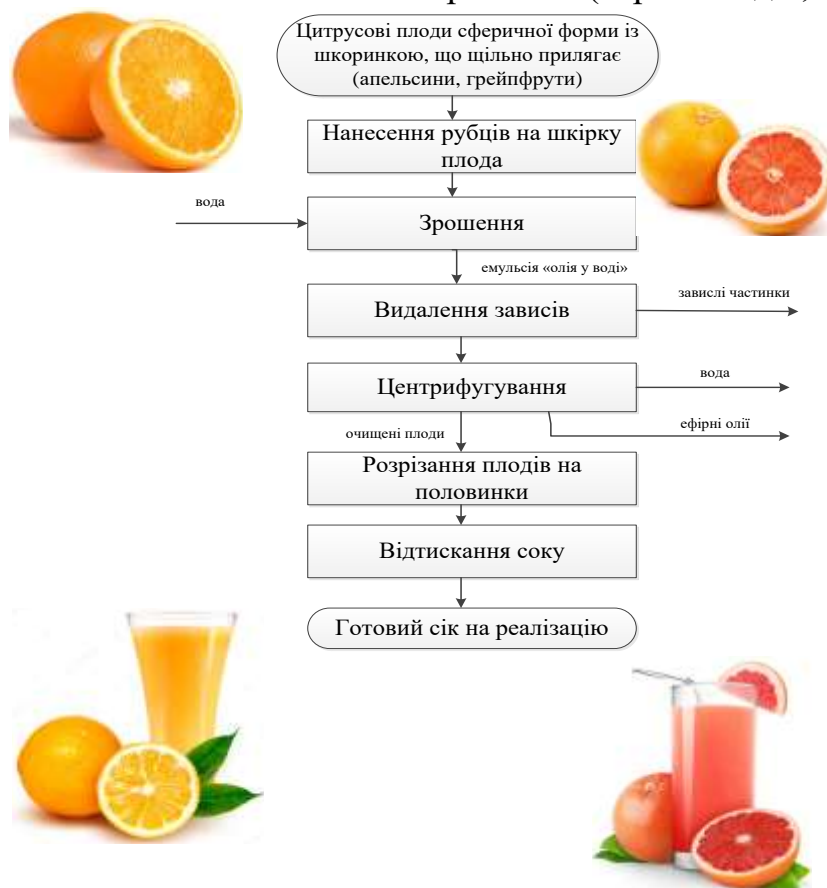 Цитрусові плоди сферичної форми із
шкоринкою, що щільно прилягає
(апельсини, грейпфрути)
Нанесення рубців на шкірку
плода
вода
Зрошення
емульсія «олія у воді»
Видалення зависів
завислі частинки
Центрифугування
вода
ефірні олії
очищені плоди
Розрізання плодів на
половинки
Відтискання соку
Готовий сік на реалізацію